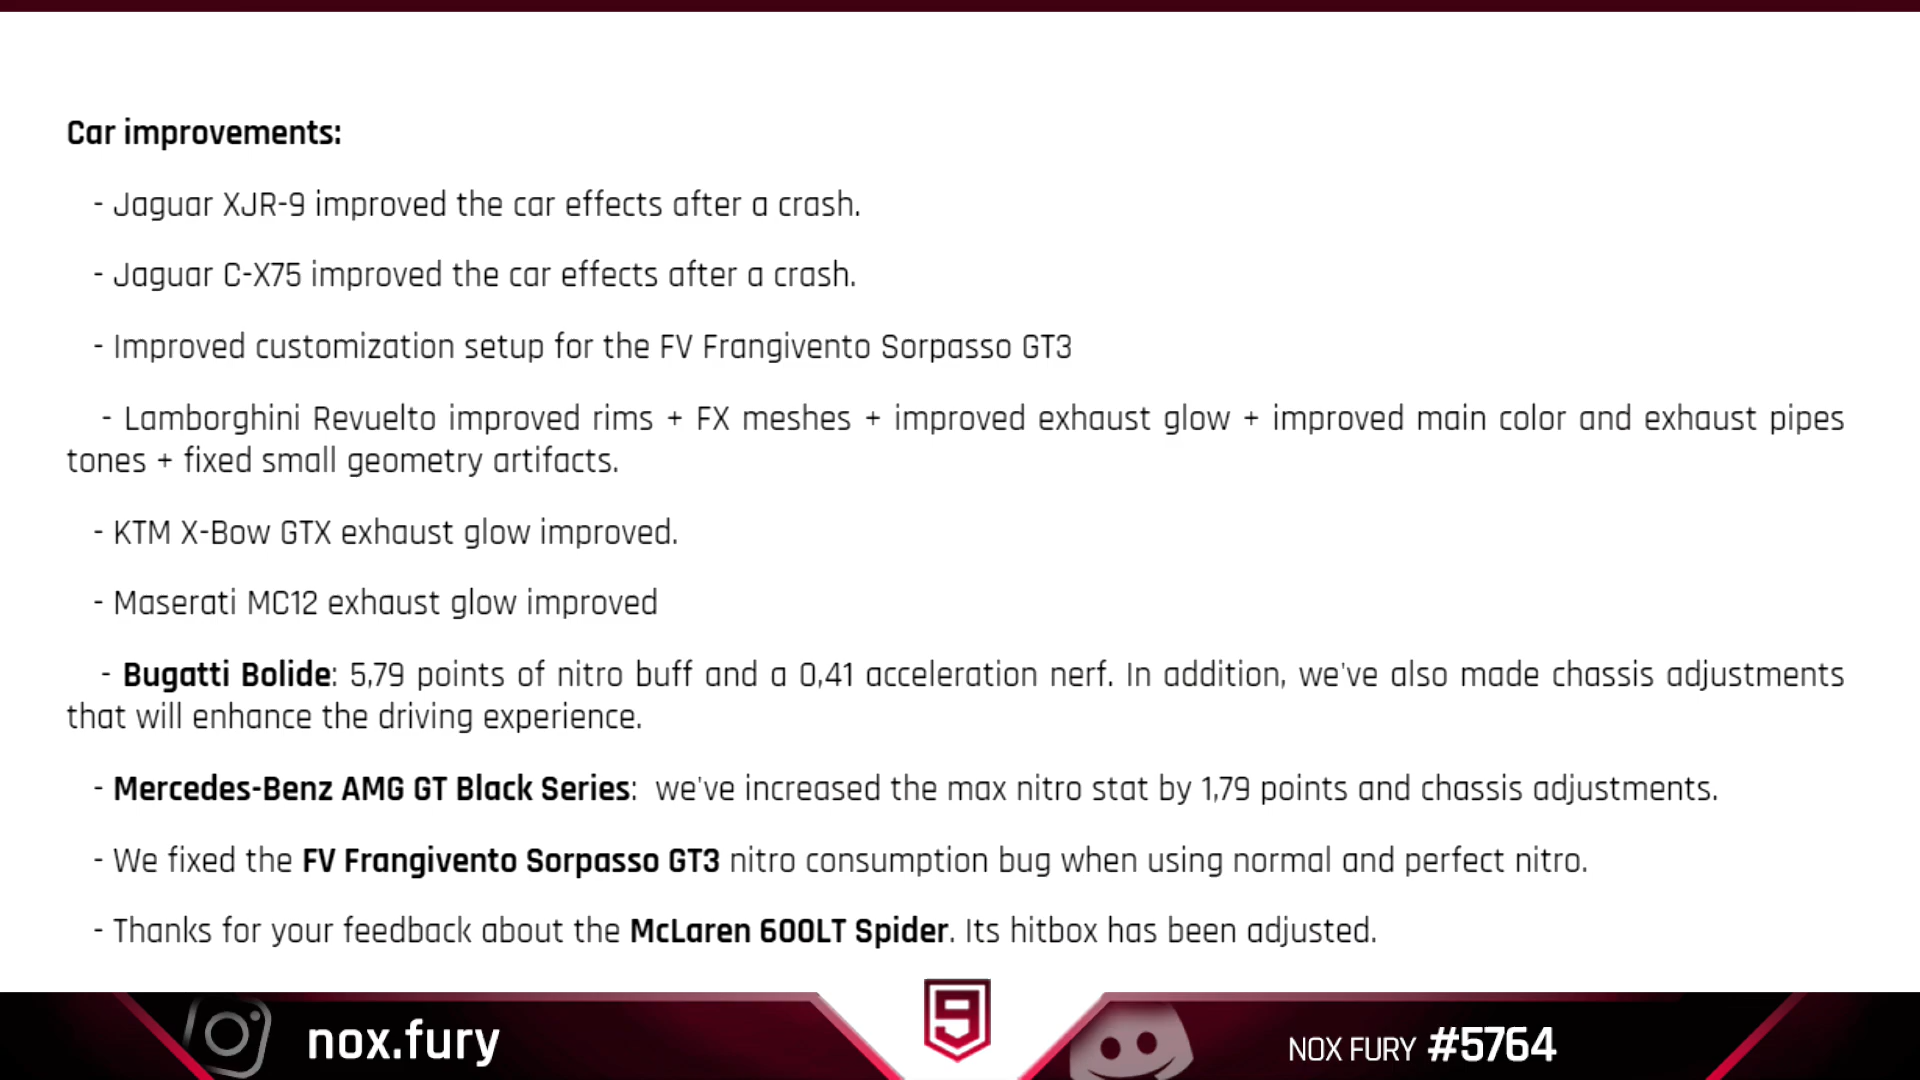 Car improvements:
- Jaguar XJR-9 improved the car effects after a crash.
- Jaguar C-X75 improved the car effects after a crash.
- Improved customization setup for the FV Frangivento Sorpasso GT3
- Lamborghini Revuelto improved rims + FX meshes + improved exhaust glow + improved main color and exhaust pipes
tones + fixed small geometry artifacts.
- KTM X-Bow GTX exhaust glow improved.
- Maserati MC12 exhaust glow improved
- Bugatti Bolide: 5,79 points of nitro buff and a 0,41 acceleration nerf. In addition, we've also made chassis adjustments
that will enhance the driving experience.
- Mercedes-Benz AMG GT Black Series:  we've increased the max nitro stat by 1,79 points and chassis adjustments.
- We fixed the FV Frangivento Sorpasso GT3 nitro consumption bug when using normal and perfect nitro.
- Thanks for your feedback about the McLaren 600LT Spider. Its hitbox has been adjusted.
nox.fury
9
NOX FURY #5764